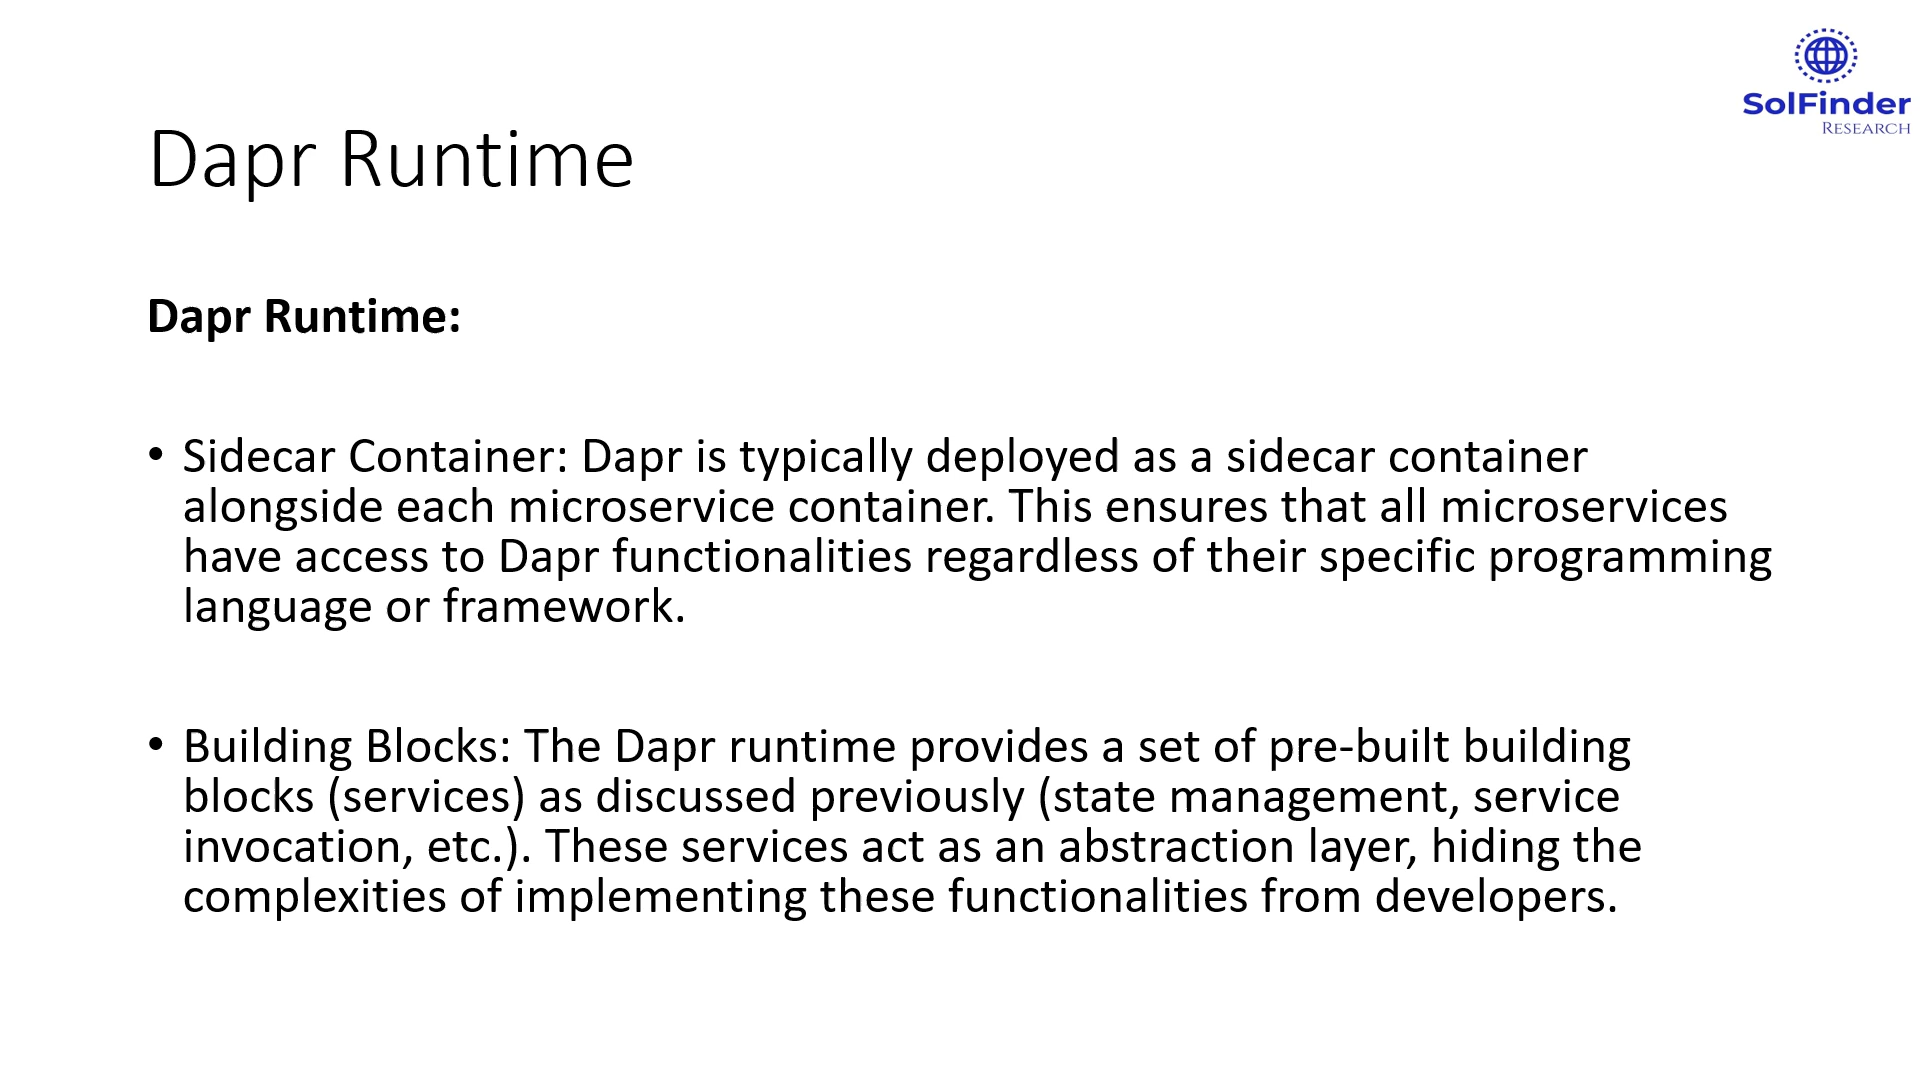 SolFinder
RESEARCH
Dapr Runtime
Dapr Runtime:
• Sidecar Container: Dapr is typically deployed as a sidecar container
alongside each microservice container. This ensures that all microservices
have access to Dapr functionalities regardless of their specific programming
language or framework.
• Building Blocks: The Dapr runtime provides a set of pre-built building
blocks (services) as discussed previously (state management, service
invocation, etc.). These services act as an abstraction layer, hiding the
complexities of implementing these functionalities from developers.